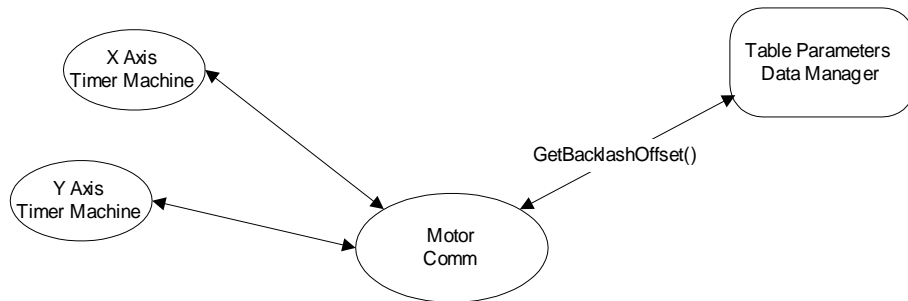 X Axis
Timer Machine
Table Parameters
Data Manager
GetBacklashOffset()
Y Axis
Timer Machine
Motor
Comm